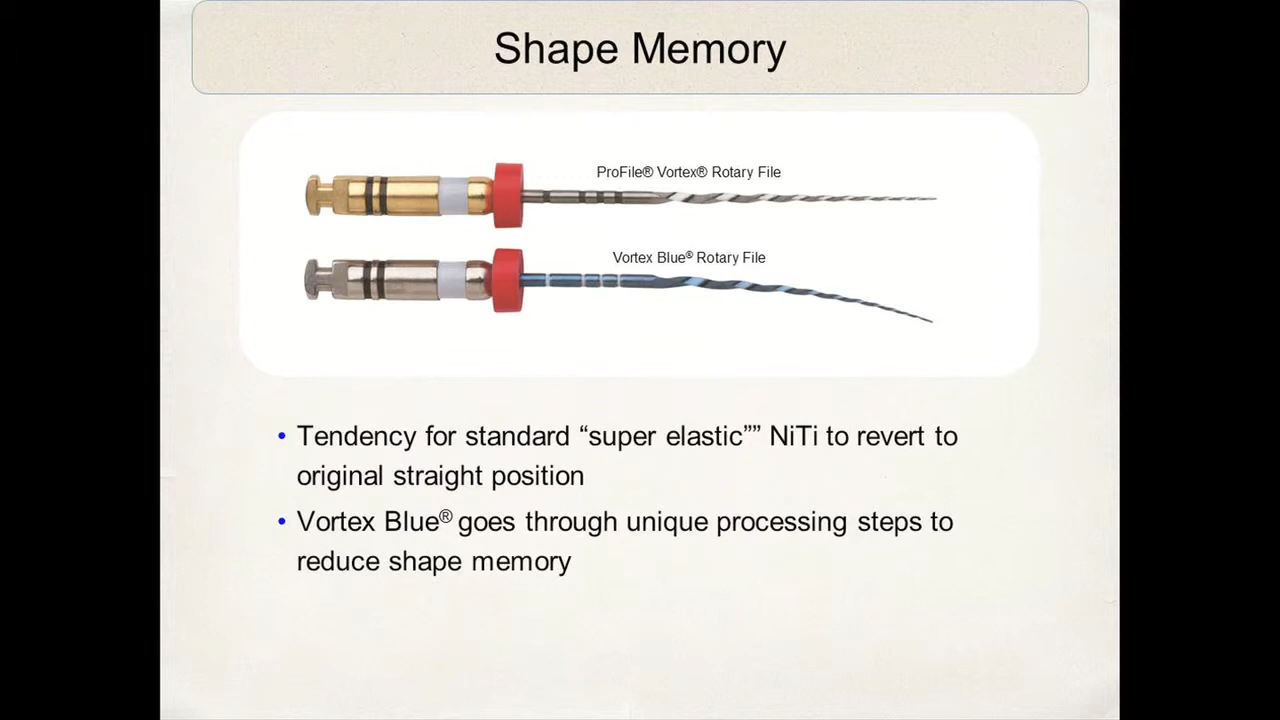 Shape Memory
ProFile® Vortex® Rotary File
Vortex Blue® Rotary File
• Tendency for standard “super elastic”” NiTi to revert to
original straight position
• Vortex Blue® goes through unique processing steps to
reduce shape memory